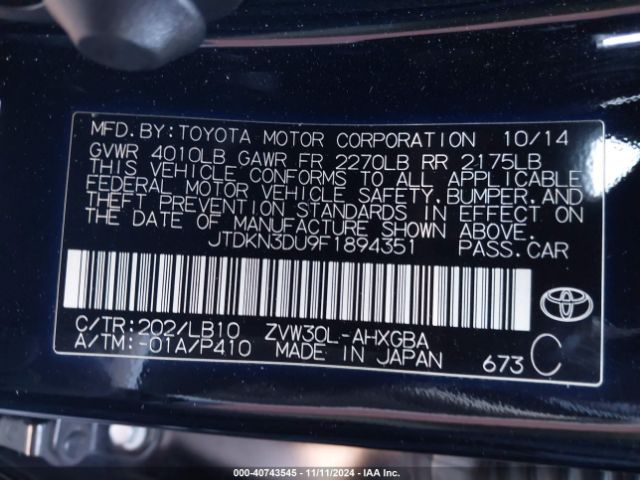 MFD.BY:TOYOTA MOTOR CORPORATION 10/14
GVWR 4010LB GAWR FR 2270LB RR 2175LB
THIS VEHICLE CONFORMS TO ALL APPLICABLE
FEDERAL MOTOR VEHICLE SAFETY.BUMPER.AND
THEFT PREVENTION STANDARDS IN EFFECT ON
THE DATE OF MANUFACTURE SHOWN ABOVE.
JTDKN3DU9F1894351 PASS.CAR
C/TR:202/LB10 ZVW30L-AHXGBA
A/TM:-01A/P410 MADE IN JAPAN 673 C
000-40743545 - 11/11/2024 - IAA Inc.